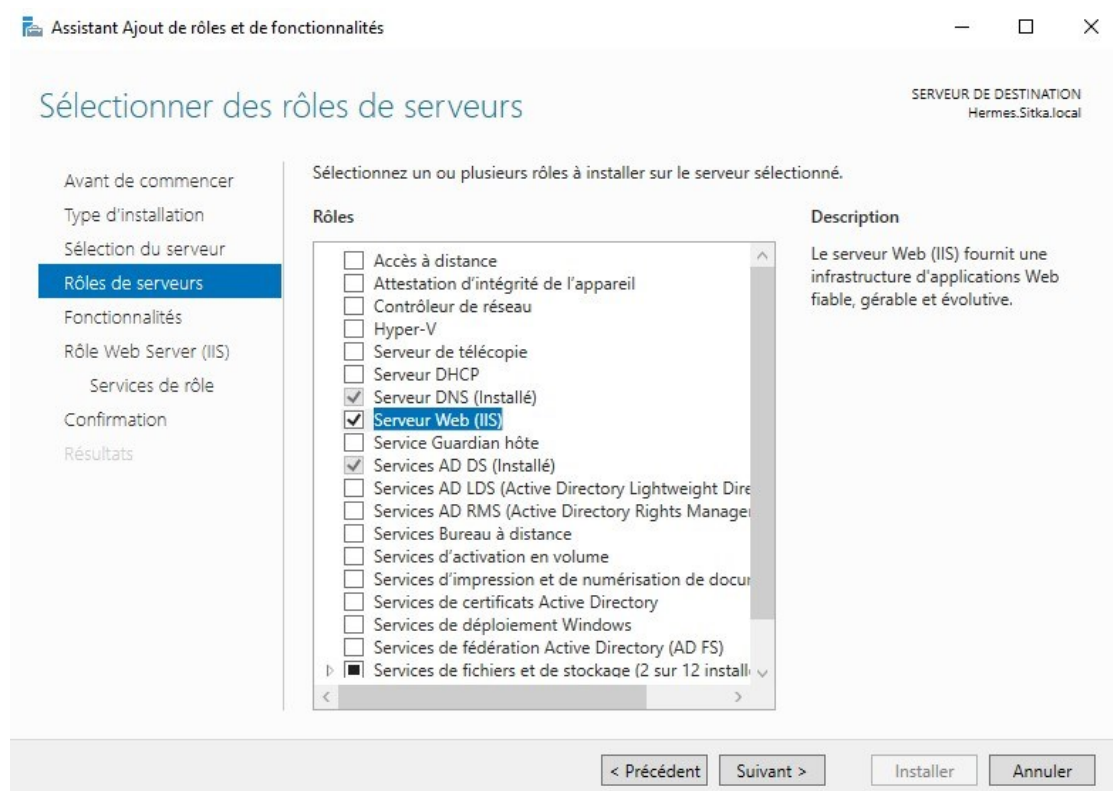 Assistant Ajout de rôles et de fonctionnalités
Sélectionner des rôles de serveurs
SERVEUR DE DESTINATION
Hermes.Sitka.local
Avant de commencer
Type d'installation
Sélection du serveur
Rôles de serveurs
Fonctionnalités
Rôle Web Server (IIS)
Services de rôle
Confirmation
Résultats
Sélectionnez un ou plusieurs rôles à installer sur le serveur sélectionné.
Rôles
Accès à distance
Attestation d’intégrité de l’appareil
Contrôleur de réseau
Hyper-V
Serveur de télécopie
Serveur DHCP
Serveur DNS (Installé)
Serveur Web (IIS)
Service Guardian hôte
Services AD DS (Installé)
Services AD LDS (Active Directory Lightweight Dire
Services AD RMS (Active Directory Rights Manager
Services Bureau à distance
Services d’activation en volume
Services d’impression et de numérisation de docur
Services de certificats Active Directory
Services de déploiement Windows
Services de fédération Active Directory (AD FS)
Services de fichiers et de stockage (2 sur 12 install
Description
Le serveur Web (IIS) fournit une
infrastructure d'applications Web
fiable, gérable et évolutive.
< Précédent
Suivant >
Installer
Annuler